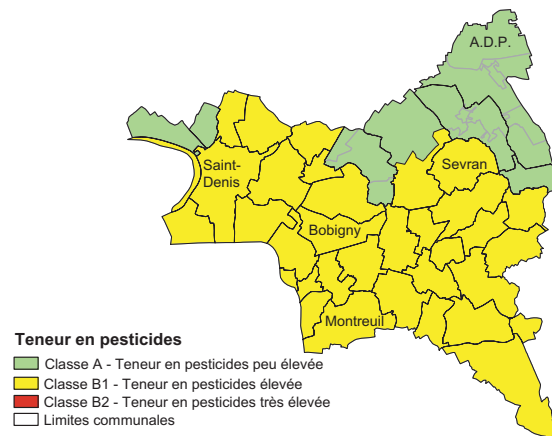 A.D.P.
Saint-
Denis
Sevran
Bobigny
Montreuil
Teneur en pesticides
Classe A - Teneur en pesticides peu élevée
Classe B1 - Teneur en pesticides élevée
Classe B2 - Teneur en pesticides très élevée
Limites communales